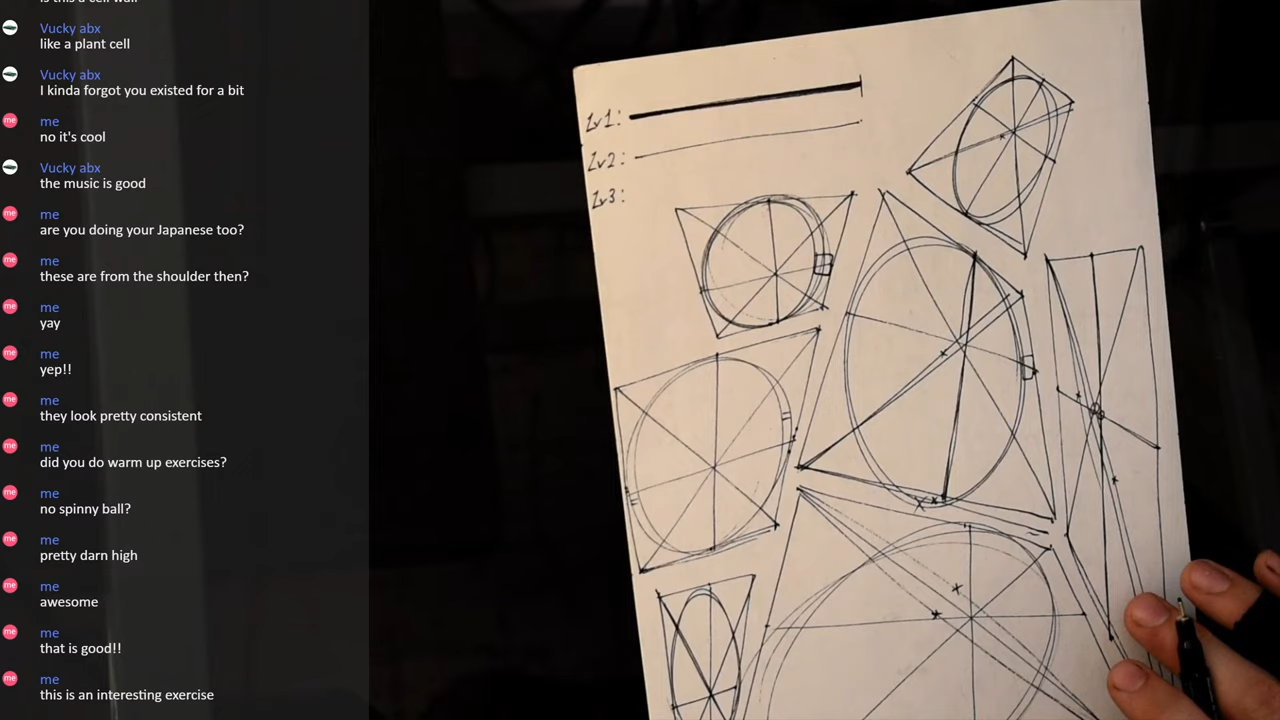 Vucky abx
like a plant cell
Vucky abx
I kinda forgot you existed for a bit
me
no it's cool
Vucky abx
the music is good
me
are you doing your Japanese too?
me
these are from the shoulder then?
me
yay
me
yep!!
me
they look pretty consistent
me
did you do warm up exercises?
me
no spinny ball?
me
pretty darn high
me
awesome
me
that is good!!
me
this is an interesting exercise
Lv1:
Lv2:
Lv3: